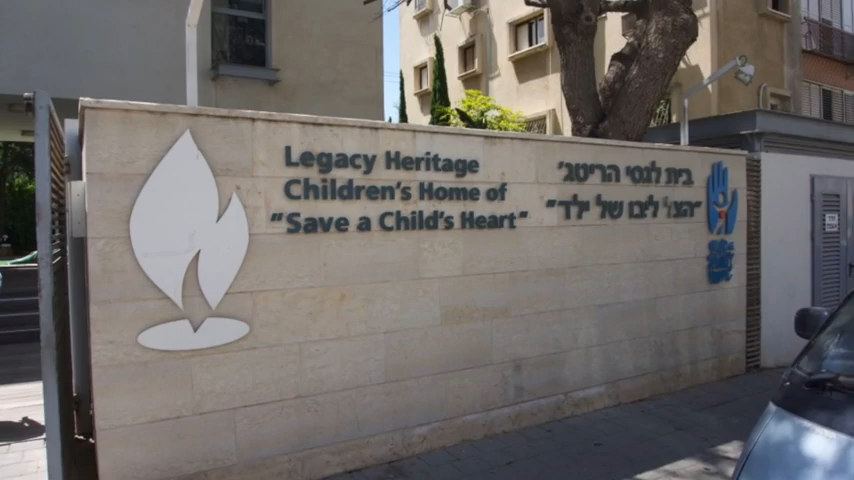 Legacy Heritage
Children's Home of
"Save a Child's Heart"
בית לגסי הריטג'
"הצל ליבו של ילד"